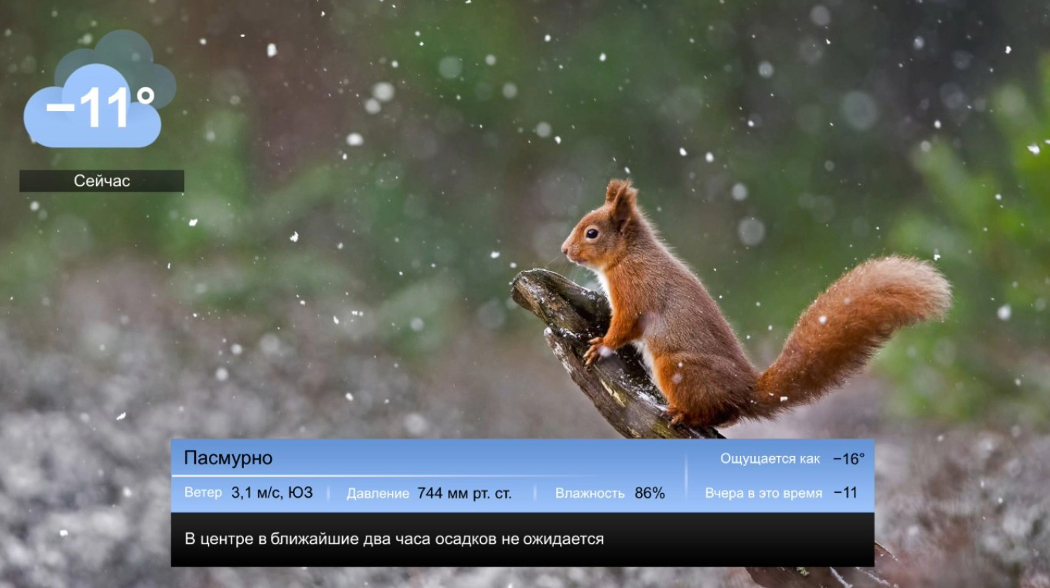 −11°
Сейчас
Пасмурно
Ощущается как −16°
Ветер 3,1 м/с, ЮЗ Давление 744 мм рт. ст. Влажность 86% Вчера в это время −11
В центре в ближайшие два часа осадков не ожидается